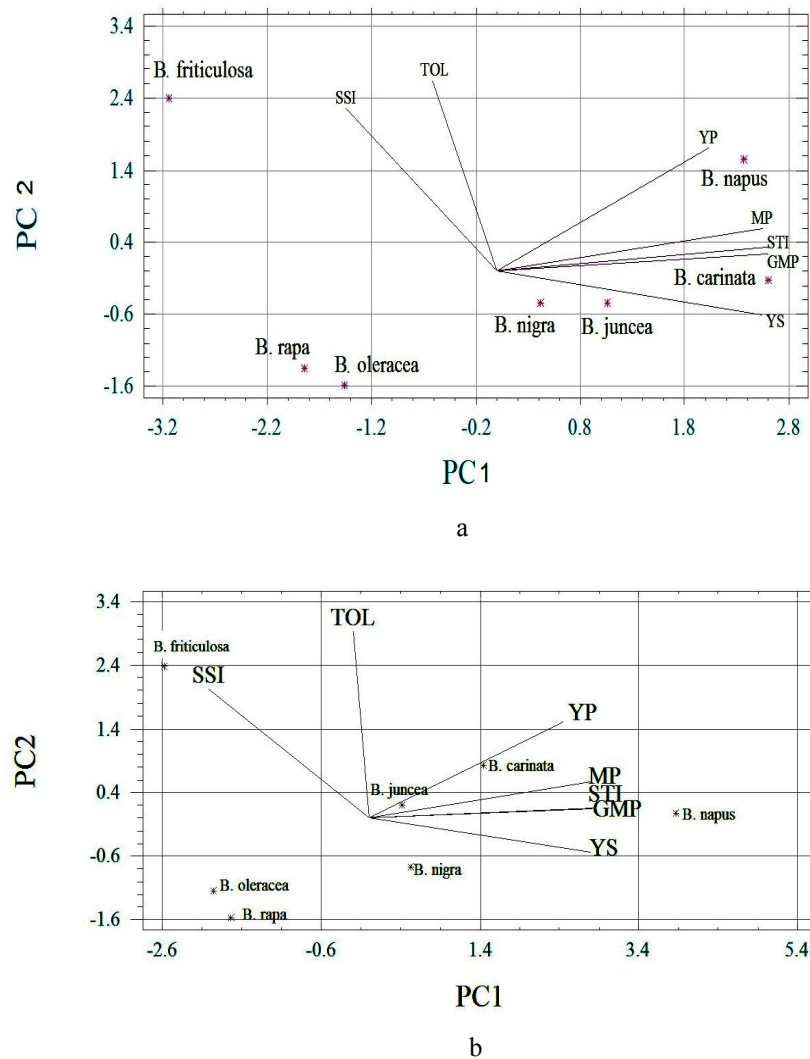 3.4
B. friticulosa
TOL
SSI
2.4
YP
B. napus
1.4
MP
PC 2
STI
0.4
GMP
B. carinata
-0.6
B. nigra
B. juncea
YS
B. rapa
B. oleracea
-1.6
-3.2 -2.2 -1.2 -0.2 0.8 1.8 2.8
PC1
a
3.4
TOL
B. friticulosa
2.4
SSI
YP
1.4
PC2
B. carinata
MP
B. juncea
STI
0.4
GMP
B. napus
YS
-0.6
B. nigra
B. oleracea
B. rapa
-1.6
-2.6 -0.6 1.4 3.4 5.4
PC1
b